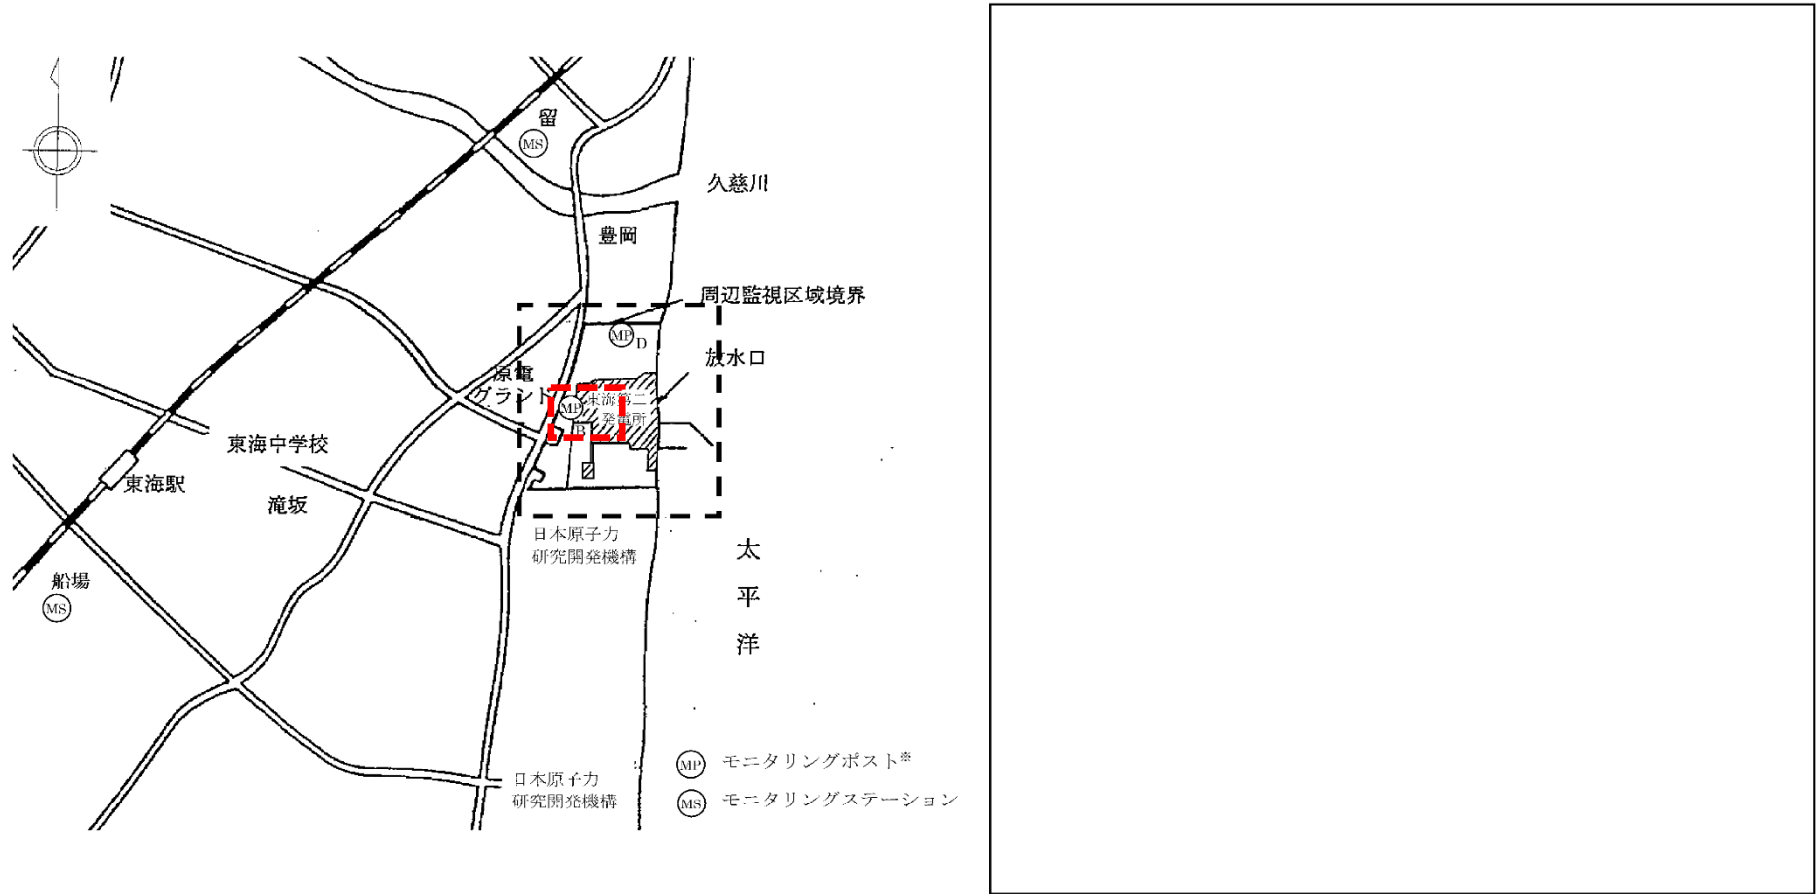 留
MS
久慈川
豊岡
周辺監視区域境界
MP D
放水口
原電
グランド
MP
東海第二
発電所
B
東海中学校
東海駅
滝坂
日本原子力
研究開発機構
太
平
洋
船場
MS
MP モニタリングポスト※
MS モニタリングステーション
日本原子力
研究開発機構